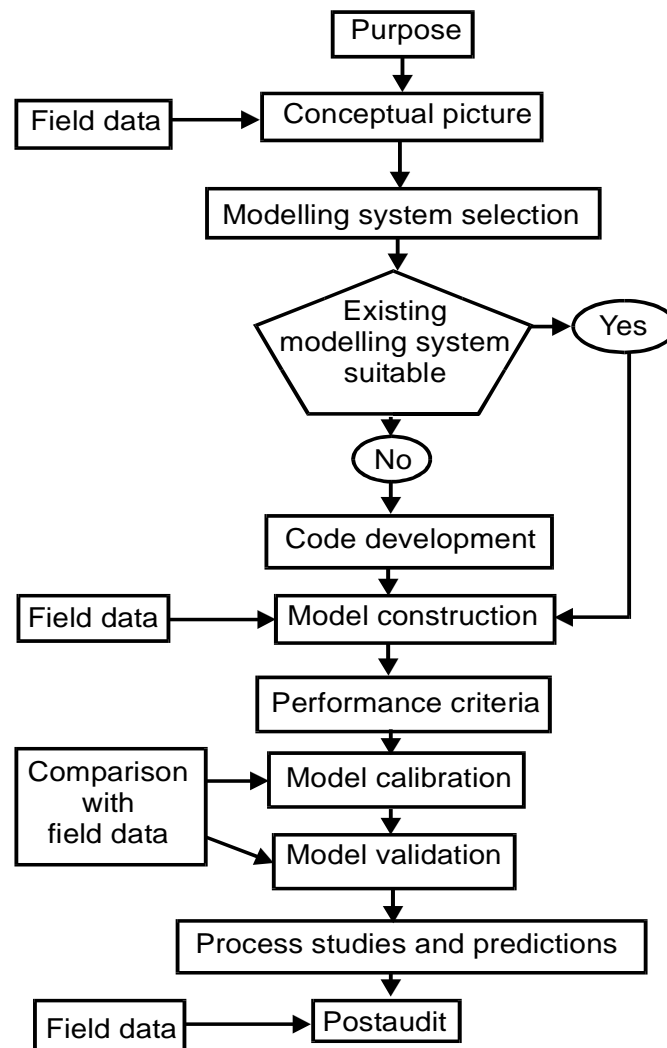 Purpose
Field data
Conceptual picture
Modelling system selection
Existing
modelling system
suitable
Yes
No
Code development
Field data
Model construction
Performance criteria
Comparison
with
field data
Model calibration
Model validation
Process studies and predictions
Field data
Postaudit